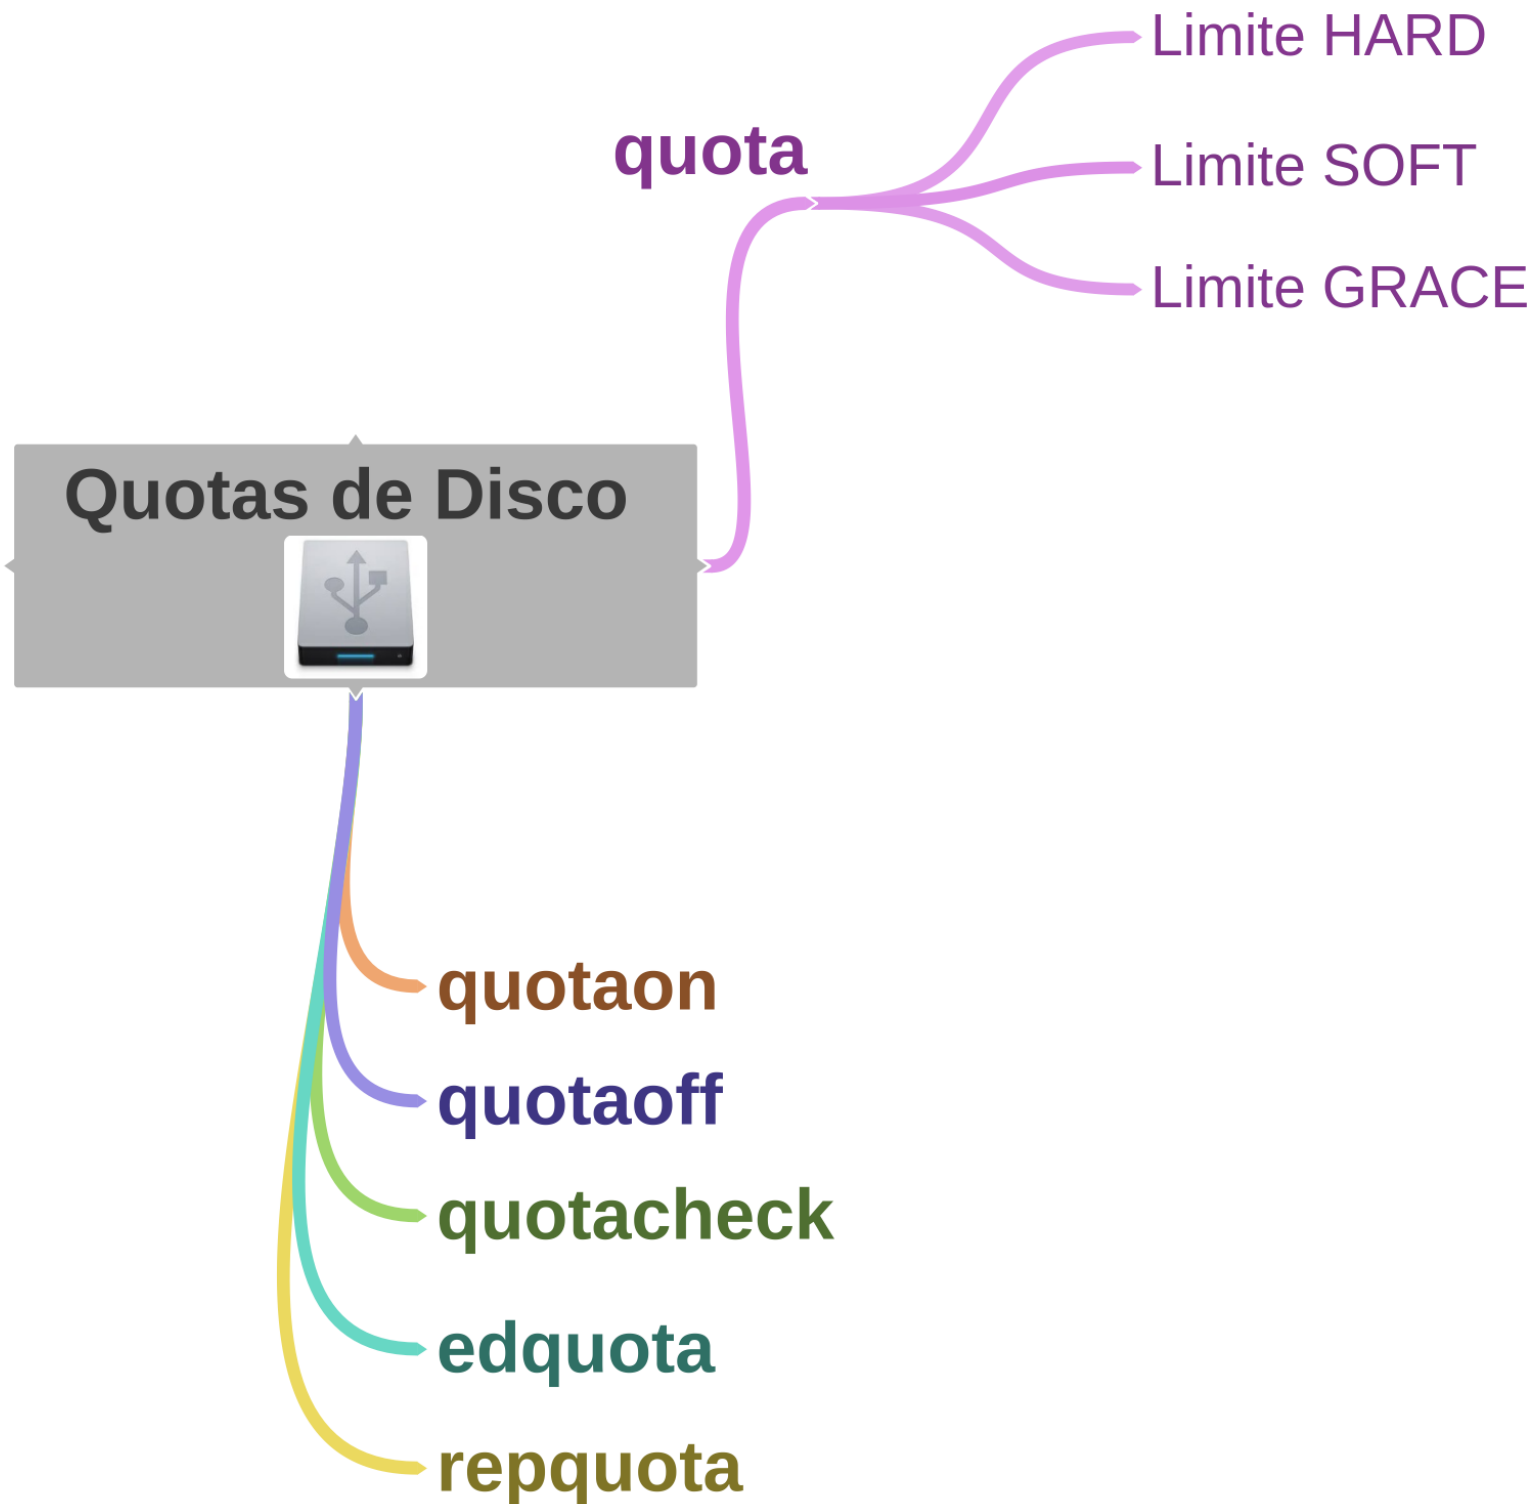 Limite HARD
quota
Limite SOFT
Limite GRACE
Quotas de Disco
quotaon
quotaoff
quotacheck
edquota
repquota